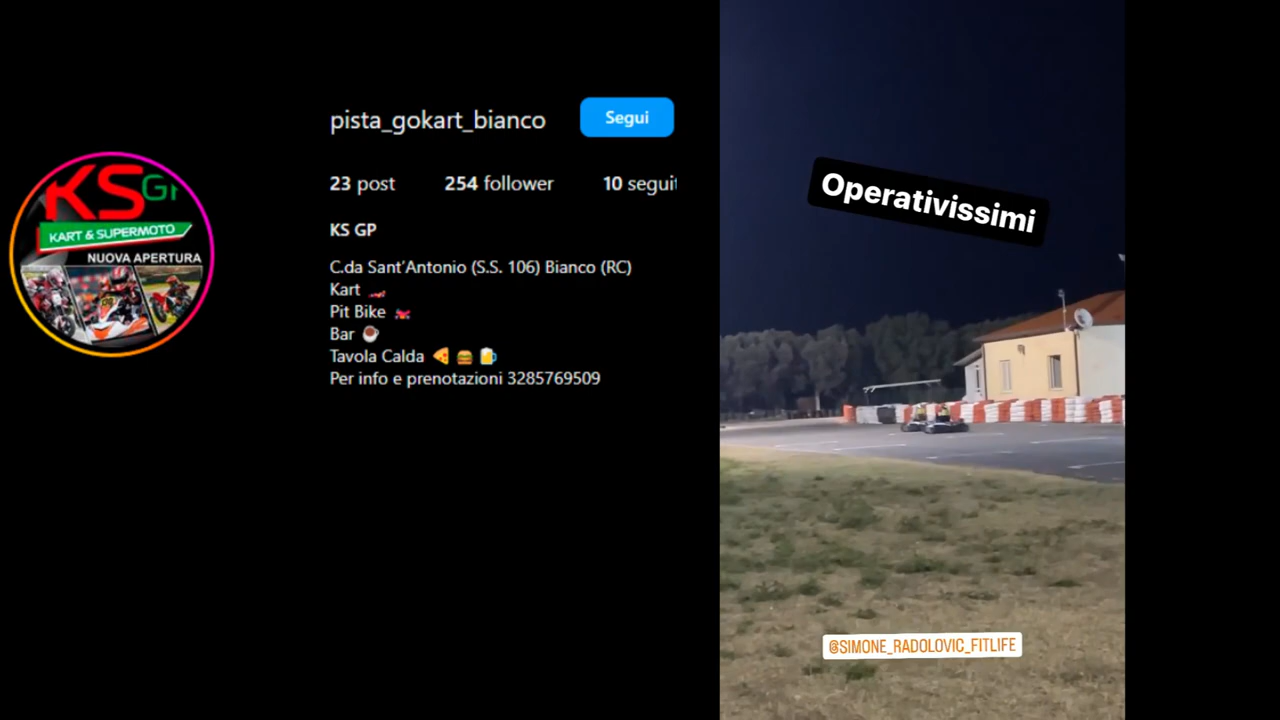 pista_gokart_bianco
Segui
23 post 254 follower 10 segui
KS GP
C.da Sant'Antonio (S.S. 106) Bianco (RC)
Kart
Pit Bike
Bar
Tavola Calda
Per info e prenotazioni 3285769509
KS GP
KART & SUPERMOTO
NUOVA APERTURA
Operativissimi
@SIMONE_RADOLOVIC_FITLIFE